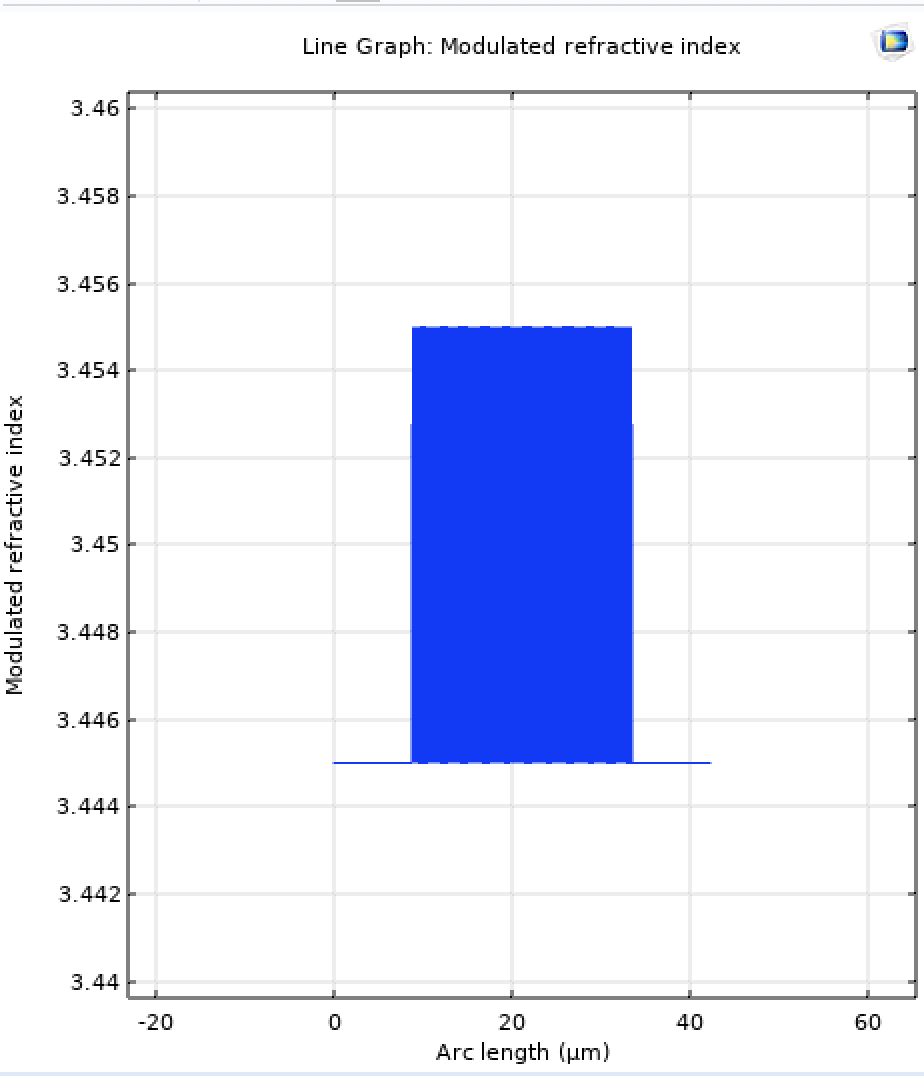 Line Graph: Modulated refractive index
3.46
3.458
3.456
3.454
3.452
3.45
3.448
3.446
3.444
3.442
3.44
Modulated refractive index
-20 0 20 40 60
Arc length (µm)